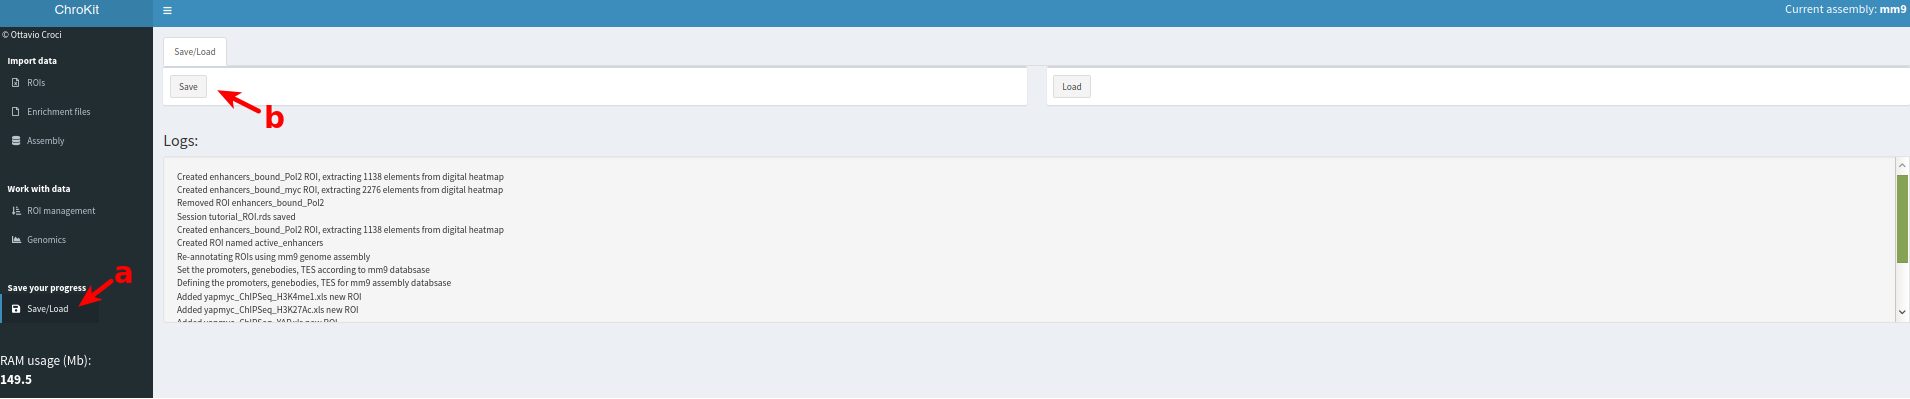 ChroKit
Current assembly: mm9
© Ottavio Croci
Import data
ROIs
Enrichment files
Assembly
Work with data
ROI management
Genomics
a
Save your progress
Save/Load
RAM usage (Mb):
149.5
Save/Load
Save
b
Load
Logs:
Created enhancers_bound_Pol2 ROI, extracting 1138 elements from digital heatmap
Created enhancers_bound_myc ROI, extracting 2276 elements from digital heatmap
Removed ROI enhancers_bound_Pol2
Session tutorial_ROI.rds saved
Created enhancers_bound_Pol2 ROI, extracting 1138 elements from digital heatmap
Created ROI named active_enhancers
Re-annotating ROIs using mm9 genome assembly
Set the promoters, genebodies, TES according to mm9 databsase
Defining the promoters, genebodies, TES for mm9 assembly databsase
Added yapmyc_ChIPSeq_H3K4me1.xls new ROI
Added yapmyc_ChIPSeq_H3K27Ac.xls new ROI
Added yapmyc_ChIPSeq_YAP.xls new ROI